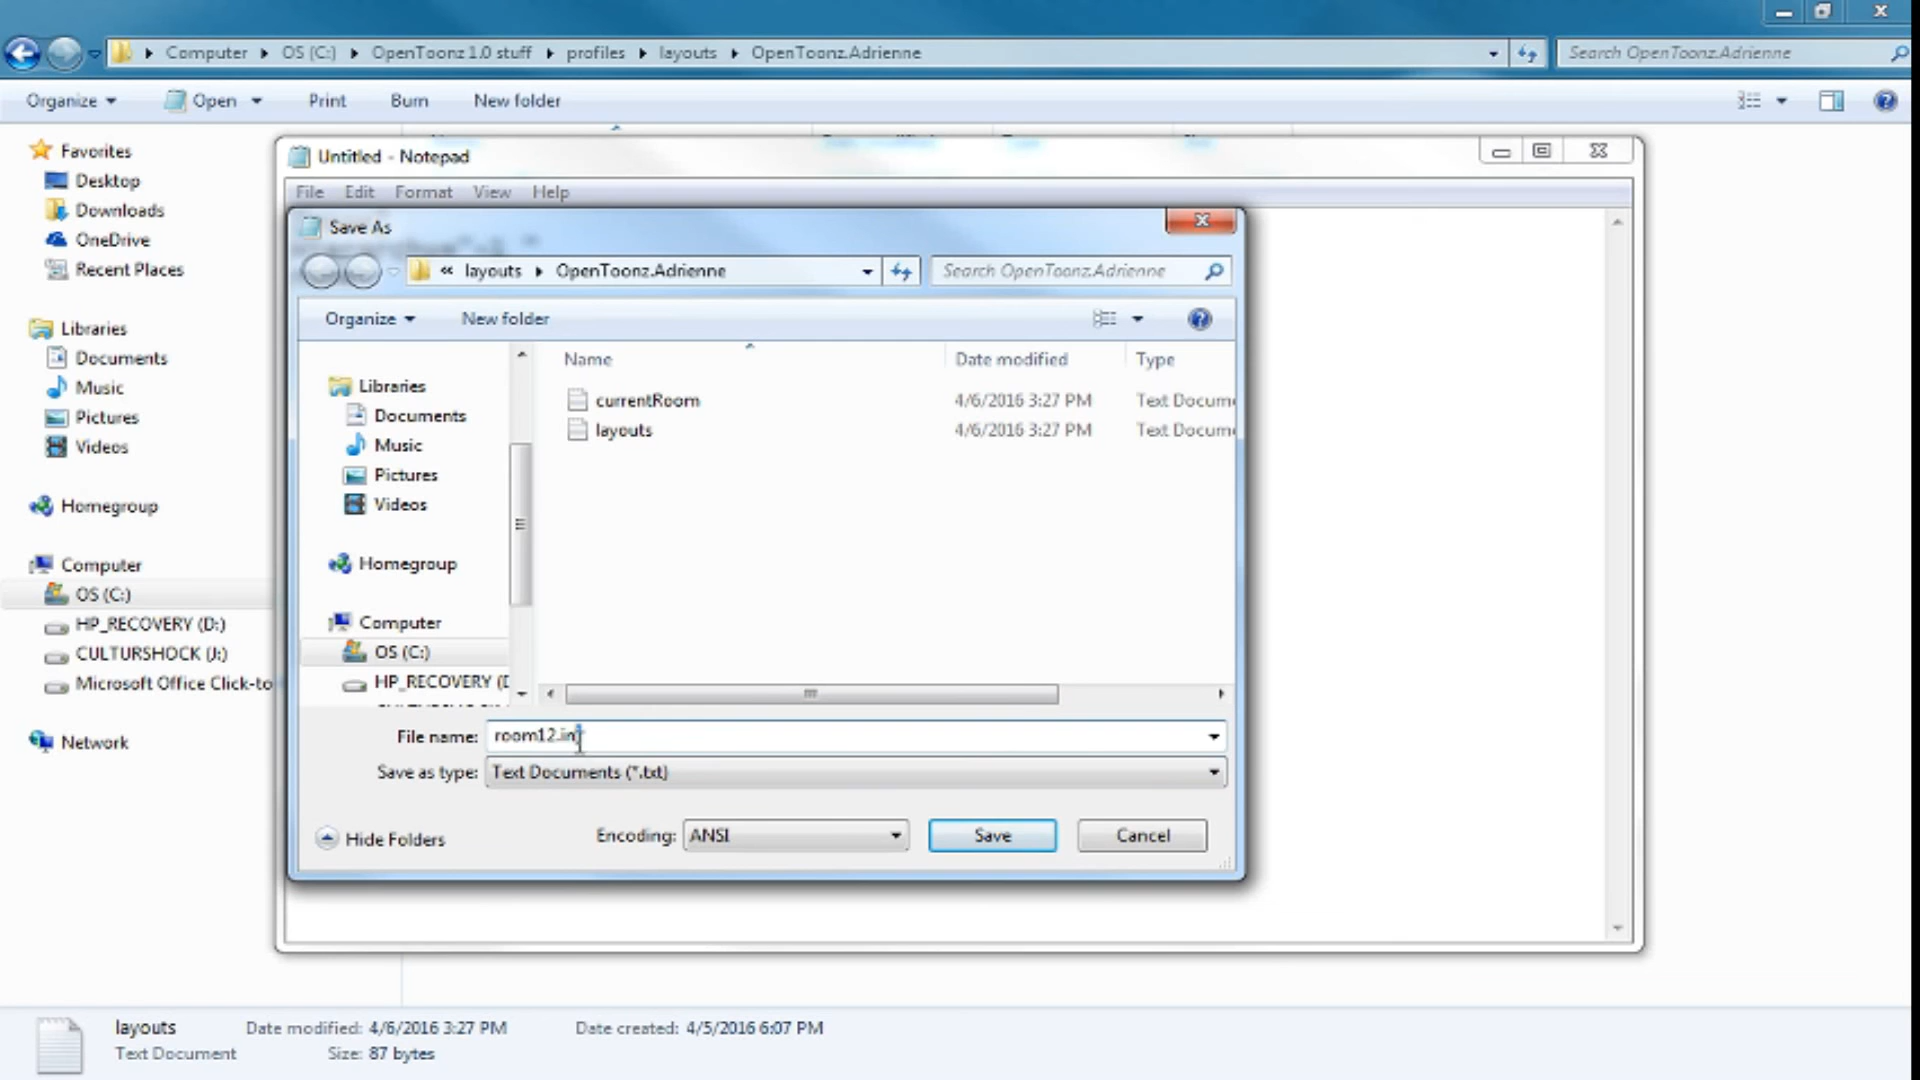 Computer ▸ OS (C:) ▸ OpenToonz 1.0 stuff ▸ profiles ▸ layouts ▸ OpenToonz.Adrienne
Search OpenToonz.Adrienne
Organize Open Print Burn New folder
Favorites
Desktop
Downloads
OneDrive
Recent Places
Libraries
Documents
Music
Pictures
Videos
Homegroup
Computer
OS (C:)
HP_RECOVERY (D:)
CULTURSHOCK (J:)
Microsoft Office Click-to
Network
Untitled - Notepad
File Edit Format View Help
Save As
« layouts ▸ OpenToonz.Adrienne
Search OpenToonz.Adrienne
Organize New folder
Libraries
Documents
Music
Pictures
Videos
Homegroup
Computer
OS (C:)
HP_RECOVERY (D
Name Date modified Type
currentRoom 4/6/2016 3:27 PM Text Docum
layouts 4/6/2016 3:27 PM Text Docum
File name: room12.in
Save as type: Text Documents (*.txt)
Hide Folders Encoding: ANSI Save Cancel
layouts Date modified: 4/6/2016 3:27 PM Date created: 4/5/2016 6:07 PM
Text Document Size: 87 bytes